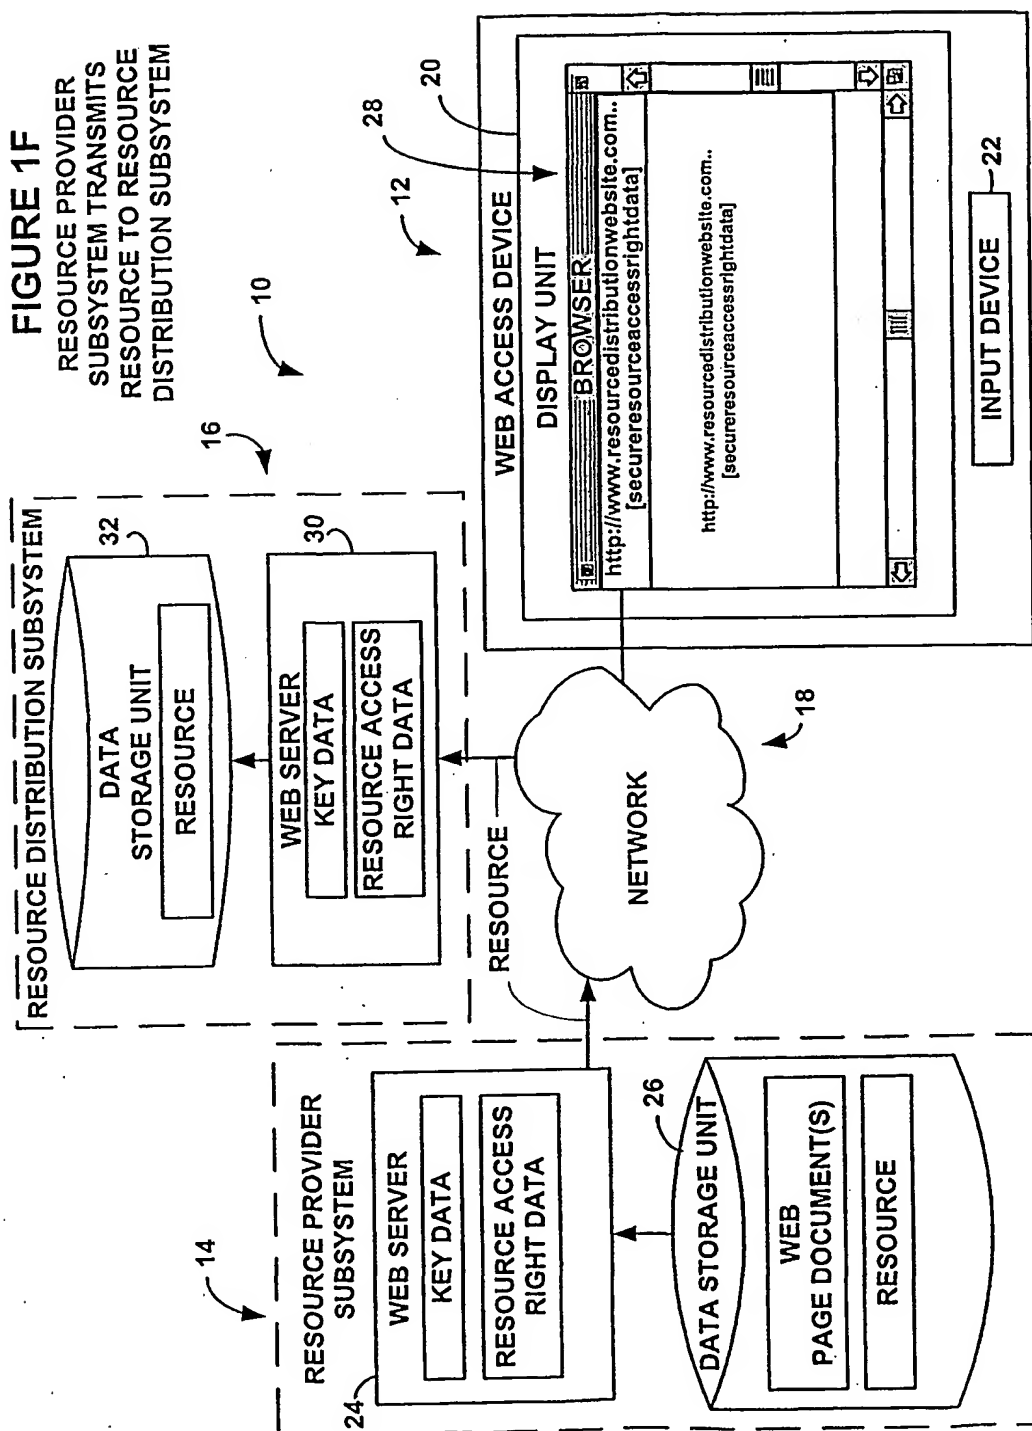 FIGURE 1F
RESOURCE PROVIDER
SUBSYSTEM TRANSMITS
RESOURCE TO RESOURCE
DISTRIBUTION SUBSYSTEM
10
16
RESOURCE DISTRIBUTION SUBSYSTEM
32
DATA
STORAGE UNIT
RESOURCE
30
WEB SERVER
KEY DATA
RESOURCE ACCESS
RIGHT DATA
14
RESOURCE PROVIDER
SUBSYSTEM
24
WEB SERVER
KEY DATA
RESOURCE ACCESS
RIGHT DATA
26
DATA STORAGE UNIT
WEB
PAGE DOCUMENT(S)
RESOURCE
RESOURCE
NETWORK
18
12
28
20
WEB ACCESS DEVICE
DISPLAY UNIT
BROWSER
http://www.resourcedistributionwebsite.com..
[secureresourceaccessrightdata]
http://www.resourcedistributionwebsite.com..
[secureresourceaccessrightdata]
INPUT DEVICE
22